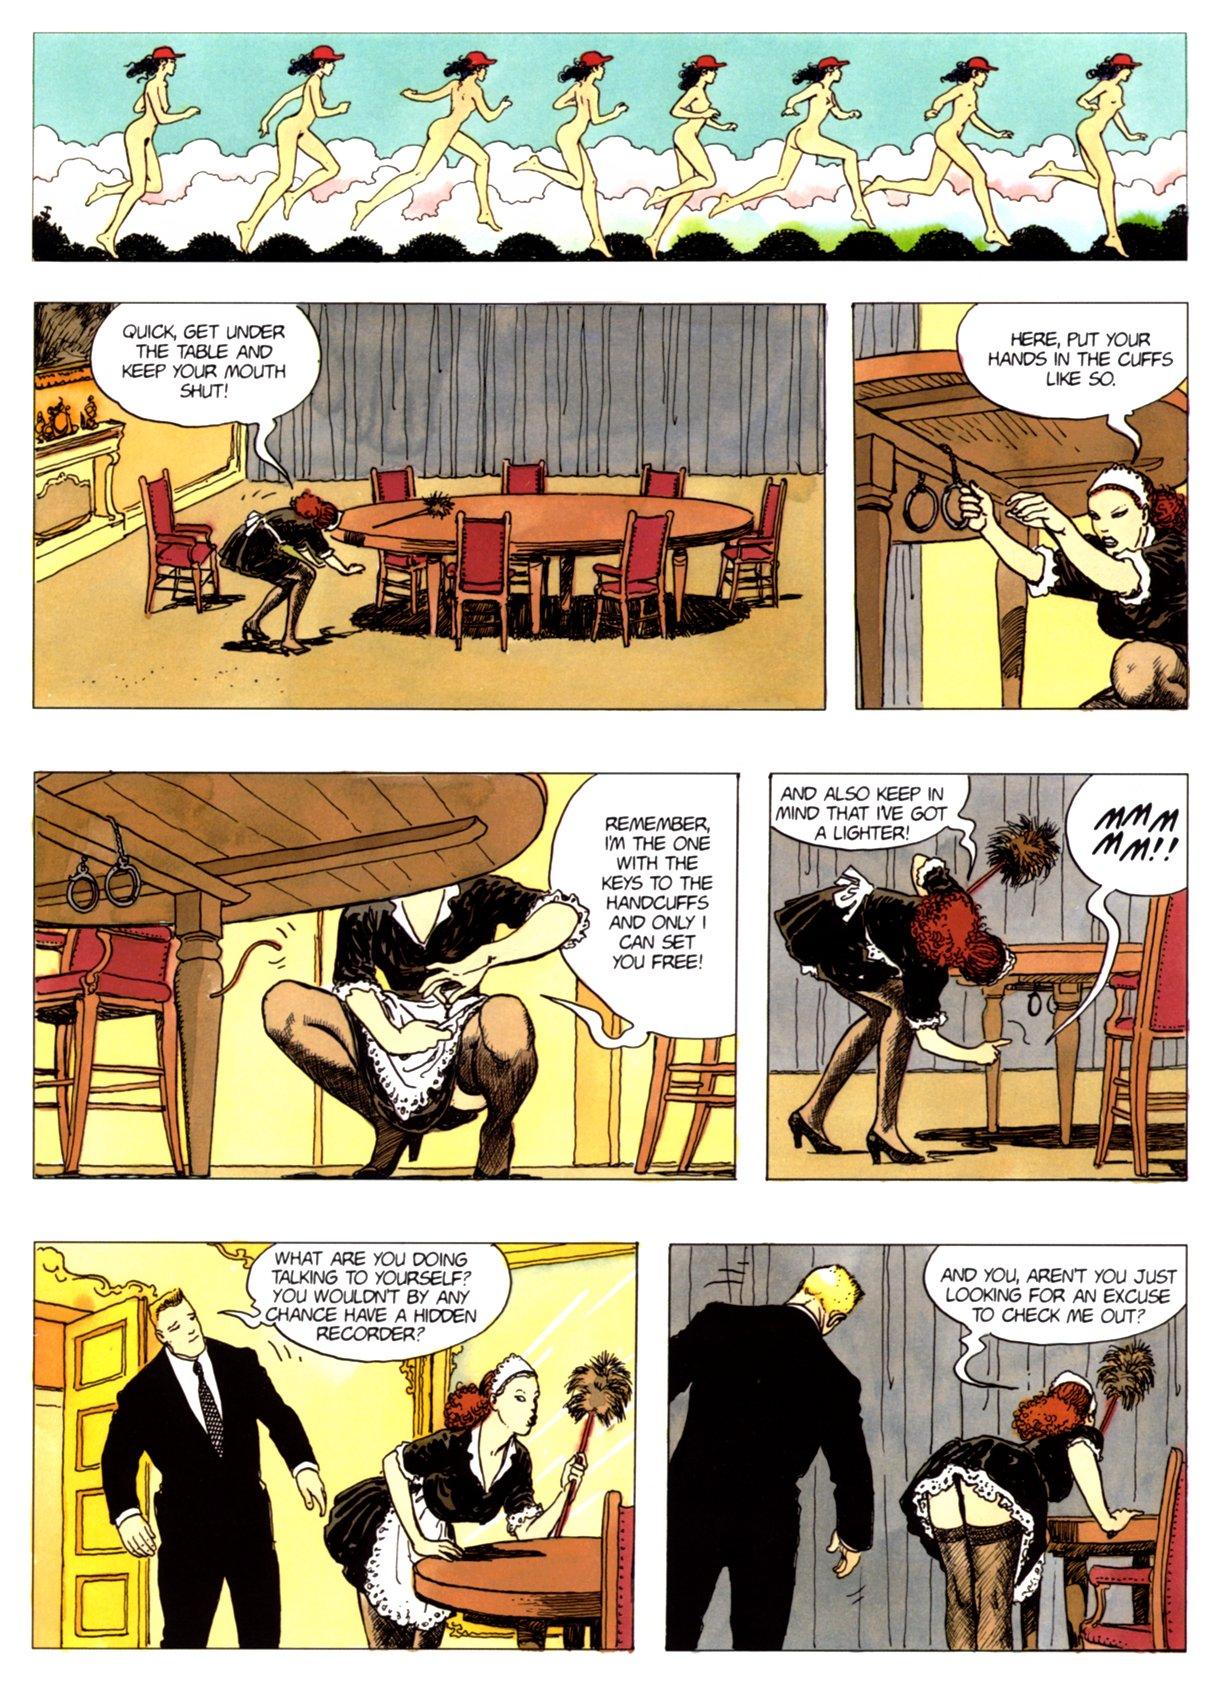 QUICK, GET UNDER
THE TABLE AND
KEEP YOUR MOUTH
SHUT!
HERE, PUT YOUR
HANDS IN THE CUFFS
LIKE SO.
REMEMBER,
I'M THE ONE
WITH THE
KEYS TO THE
HANDCUFFS
AND ONLY I
CAN SET
YOU FREE!
AND ALSO KEEP IN
MIND THAT I'VE GOT
A LIGHTER!
MMM
MM!!
WHAT ARE YOU DOING
TALKING TO YOURSELF?
YOU WOULDN'T BY ANY
CHANCE HAVE A HIDDEN
RECORDER?
AND YOU, AREN'T YOU JUST
LOOKING FOR AN EXCUSE
TO CHECK ME OUT?